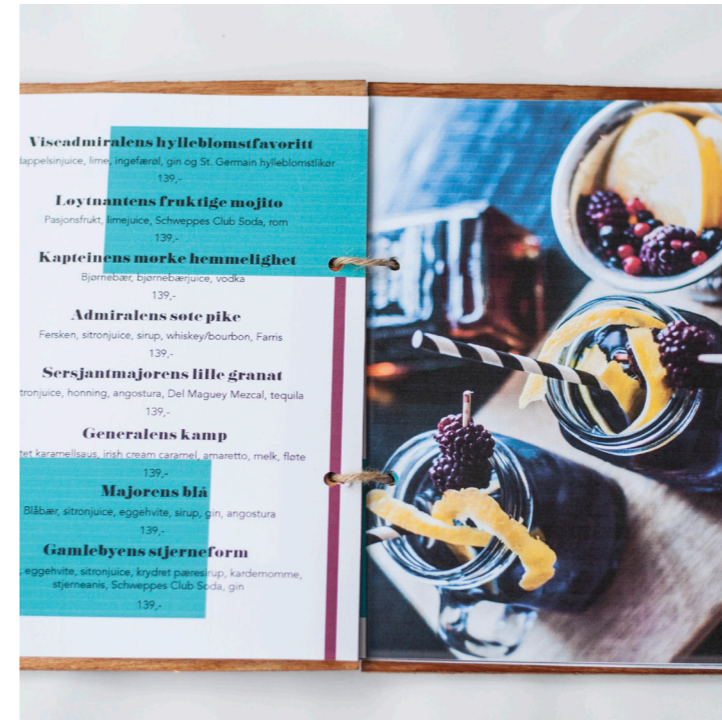 Viseadmiralens hylleblomstfavoritt
lime, ingefærøl, gin og St. Germain hylleblomstlikør
139,-
Løytnantens fruktige mojito
Pasjonsfrukt, limejuice, Schweppes Club Soda, rom
139,-
Kapteinens mørke hemmelighet
Bjørnebær, bjørnebærjuice, vodka
139,-
Admiralens søte pike
Fersken, sitronjuice, sirup, whiskey/bourbon, Farris
139,-
Sersjantmajorens lille granat
honning, angostura, Del Maguey Mezcal, tequila
139,-
Generalens kamp
karamellsaus, irish cream caramel, amaretto, melk, fløte
139,-
Majorens blå
Blåbær, sitronjuice, eggehvite, sirup, gin, angostura
139,-
Gamlebyens stjerneform
, eggehvite, sitronjuice, krydret pæresirup, kardemomme,
stjerneanis, Schweppes Club Soda, gin
139,-